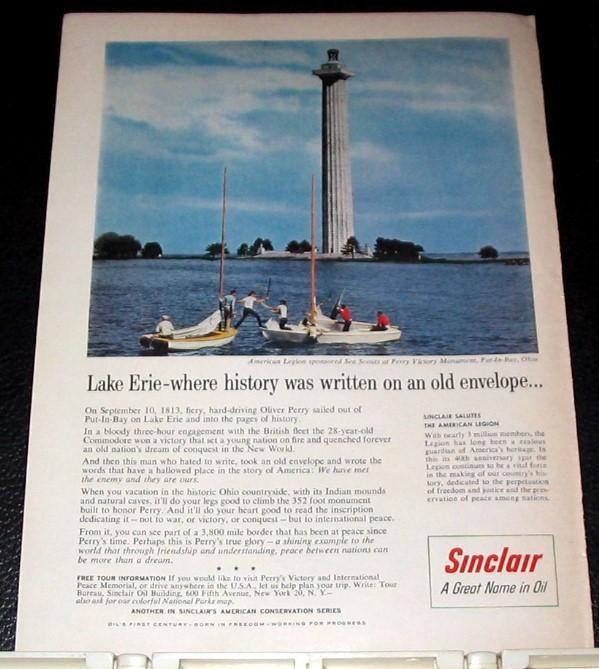 American Legion sponsored Sea Scouts at Perry Victory Monument, Put-In-Bay, Ohio
Lake Erie-where history was written on an old envelope...
On September 10, 1813, fiery, hard-driving Oliver Perry sailed out of
Put-In-Bay on Lake Erie and into the pages of history.
In a bloody three-hour engagement with the British fleet the 28-year-old
Commodore won a victory that set a young nation on fire and quenched forever
an old nation's dream of conquest in the New World.
And then this man who hated to write, took an old envelope and wrote the
words that have a hallowed place in the story of America: We have met
the enemy and they are ours.
When you vacation in the historic Ohio countryside, with its Indian mounds
and natural caves, it'll do your legs good to climb the 352 foot monument
built to honor Perry. And it'll do your heart good to read the inscription
dedicating it — not to war, or victory, or conquest — but to international peace.
From it, you can see part of a 3,800 mile border that has been at peace since
Perry's time. Perhaps this is Perry's true glory — a shining example to the
world that through friendship and understanding, peace between nations can
be more than a dream.
* * *
FREE TOUR INFORMATION If you would like to visit Perry's Victory and International
Peace Memorial, or drive anywhere in the U.S.A., let us help plan your trip. Write: Tour
Bureau, Sinclair Oil Building, 600 Fifth Avenue, New York 20, N. Y.—
also ask for our colorful National Parks map.
ANOTHER IN SINCLAIR'S AMERICAN CONSERVATION SERIES
OIL'S FIRST CENTURY • BORN IN FREEDOM • WORKING FOR PROGRESS
SINCLAIR SALUTES
THE AMERICAN LEGION
With nearly 3 million members, the
Legion has long been a zealous
guardian of America's heritage. In
this its 40th anniversary year the
Legion continues to be a vital force
in the making of our country's his-
tory, dedicated to the perpetuation
of freedom and justice and the pres-
ervation of peace among nations.
Sinclair
A Great Name in Oil